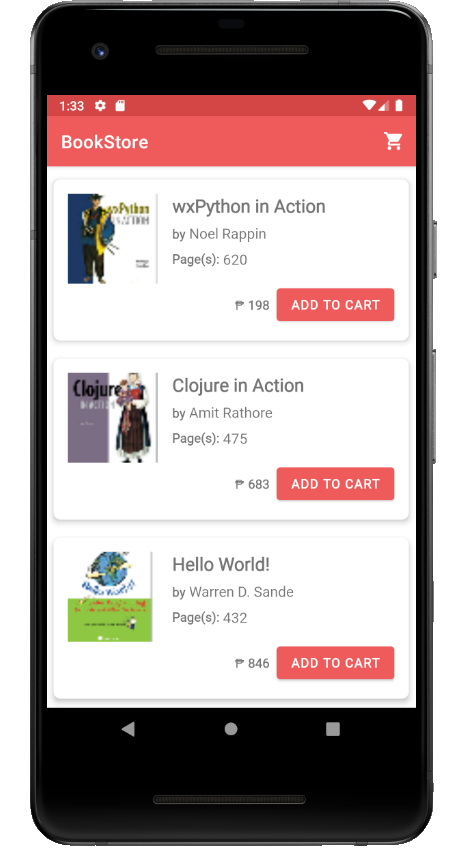 1:33
BookStore
wxPython
IN ACTION
wxPython in Action
by Noel Rappin
Page(s): 620
₱ 198 ADD TO CART
Clojure
IN ACTION
Clojure in Action
by Amit Rathore
Page(s): 475
₱ 683 ADD TO CART
Hello World!
Hello World!
by Warren D. Sande
Page(s): 432
₱ 846 ADD TO CART